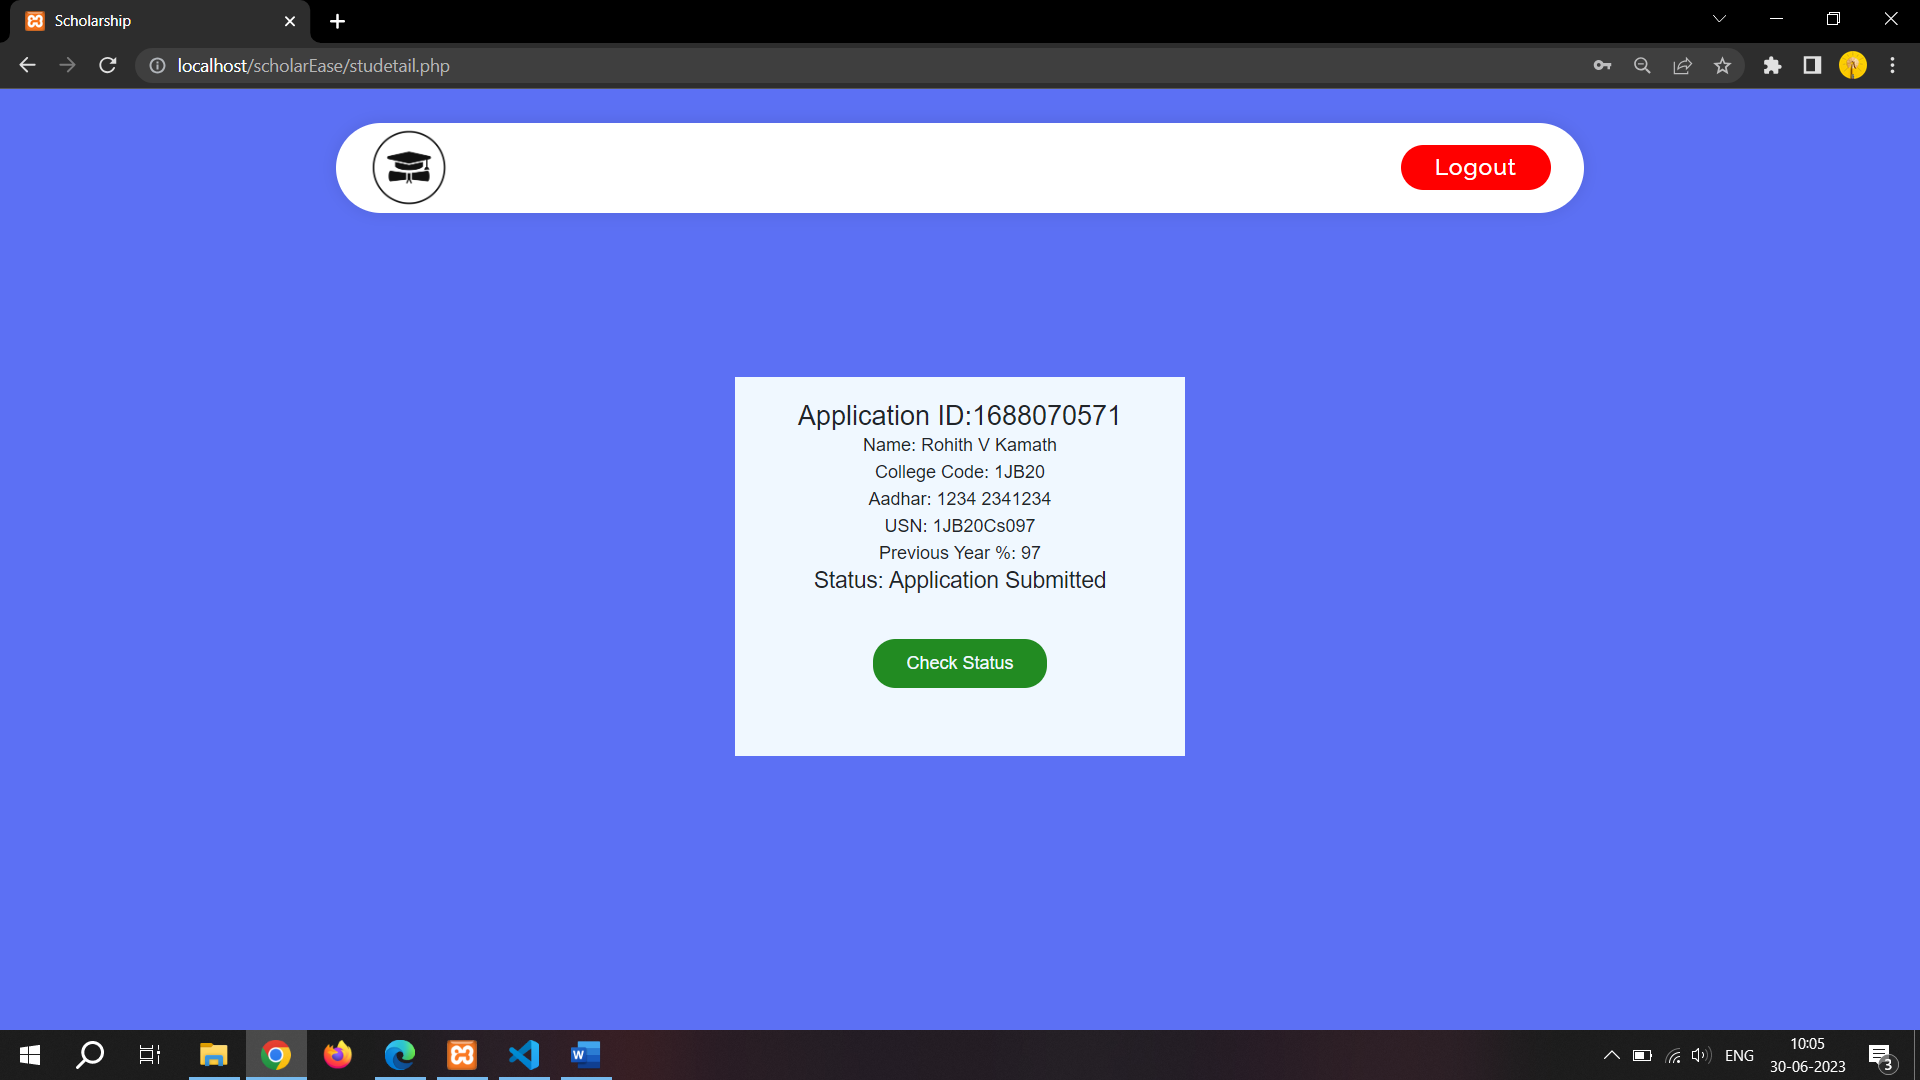 Scholarship
localhost/scholarEase/studetail.php
Logout
Application ID:1688070571
Name: Rohith V Kamath
College Code: 1JB20
Aadhar: 1234 2341234
USN: 1JB20Cs097
Previous Year %: 97
Status: Application Submitted
Check Status
W
ENG
10:05
30-06-2023
3